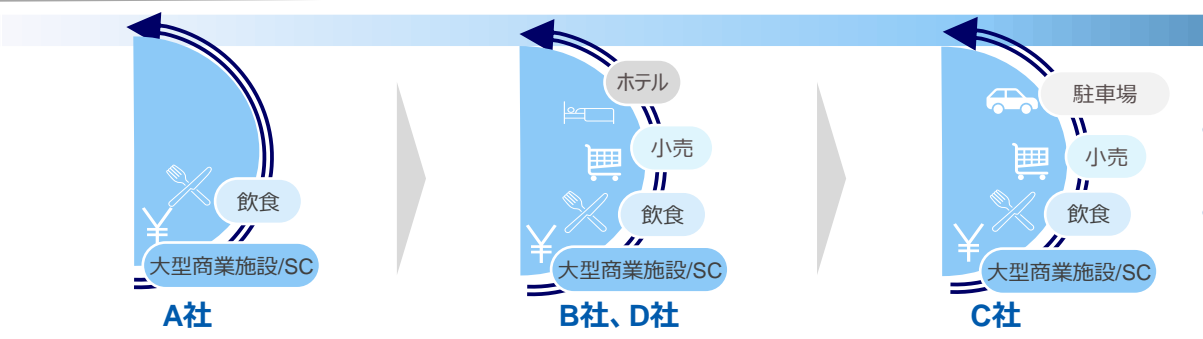 飲食
¥
大型商業施設/SC
A社
ホテル
小売
飲食
¥
大型商業施設/SC
B社、D社
駐車場
小売
飲食
¥
大型商業施設/SC
C社